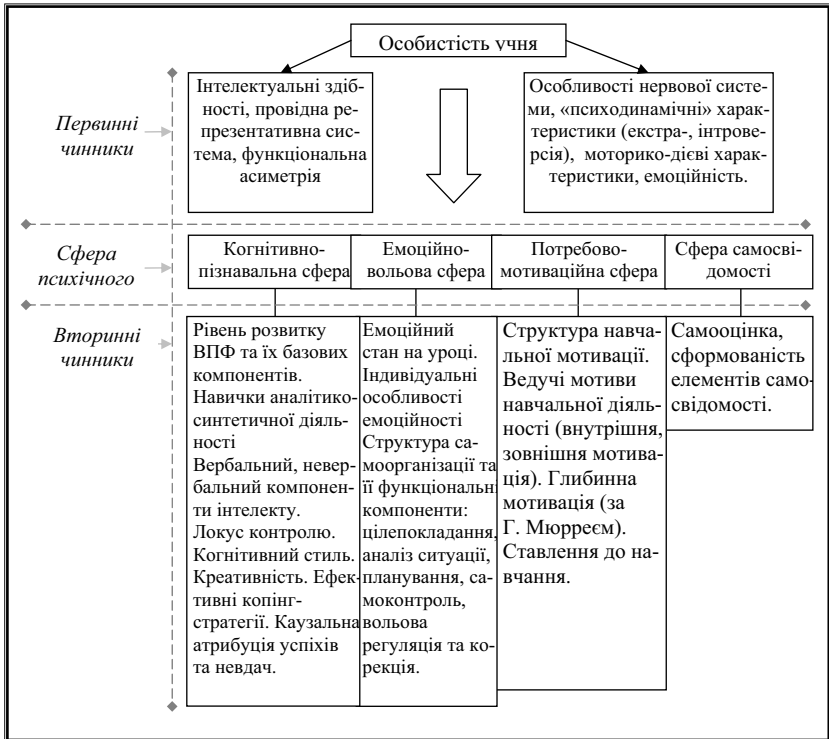 Особистість учня
Інтелектуальні здіб-
ності, провідна ре-
презентативна сис-
тема, функціональна
асиметрія
Особливості нервової систе-
ми, «психодинамічні» харак-
теристики (екстра-, інтровер-
сія), моторико-дієві харак-
теристики, емоційність.
Первинні
чинники
Сфера
психічного
Когнітивно-
пізнавальна сфера
Емоційно-
вольова сфера
Потребово-
мотиваційна сфера
Сфера самосві-
домості
Вторинні
чинники
Рівень розвитку
ВПФ та їх базових
компонентів.
Навички аналітико-
синтетичної діяль-
ності
Вербальний, невер-
бальний компонен-
ти інтелекту.
Локус контролю.
Когнітивний стиль.
Креативність. Ефек-
тивні копінг-
стратегії. Каузальна
атрибуція успіхів
та невдач.
Емоційний
стан на уроці.
Індивідуальні
особливості
емоційності
Структура са-
моорганізації та
її функціональні
компоненти:
цілепокладання,
аналіз ситуації,
планування, са-
моконтроль,
вольова
регуляція та ко-
рекція.
Структура навча-
льної мотивації.
Ведучі мотиви
навчальної діяль-
ності (внутрішня,
зовнішня мотива-
ція). Глибинна
мотивація (за
Г. Мюрреєм).
Ставлення до на-
вчання.
Самооцінка,
сформованість
елементів само-
свідомості.